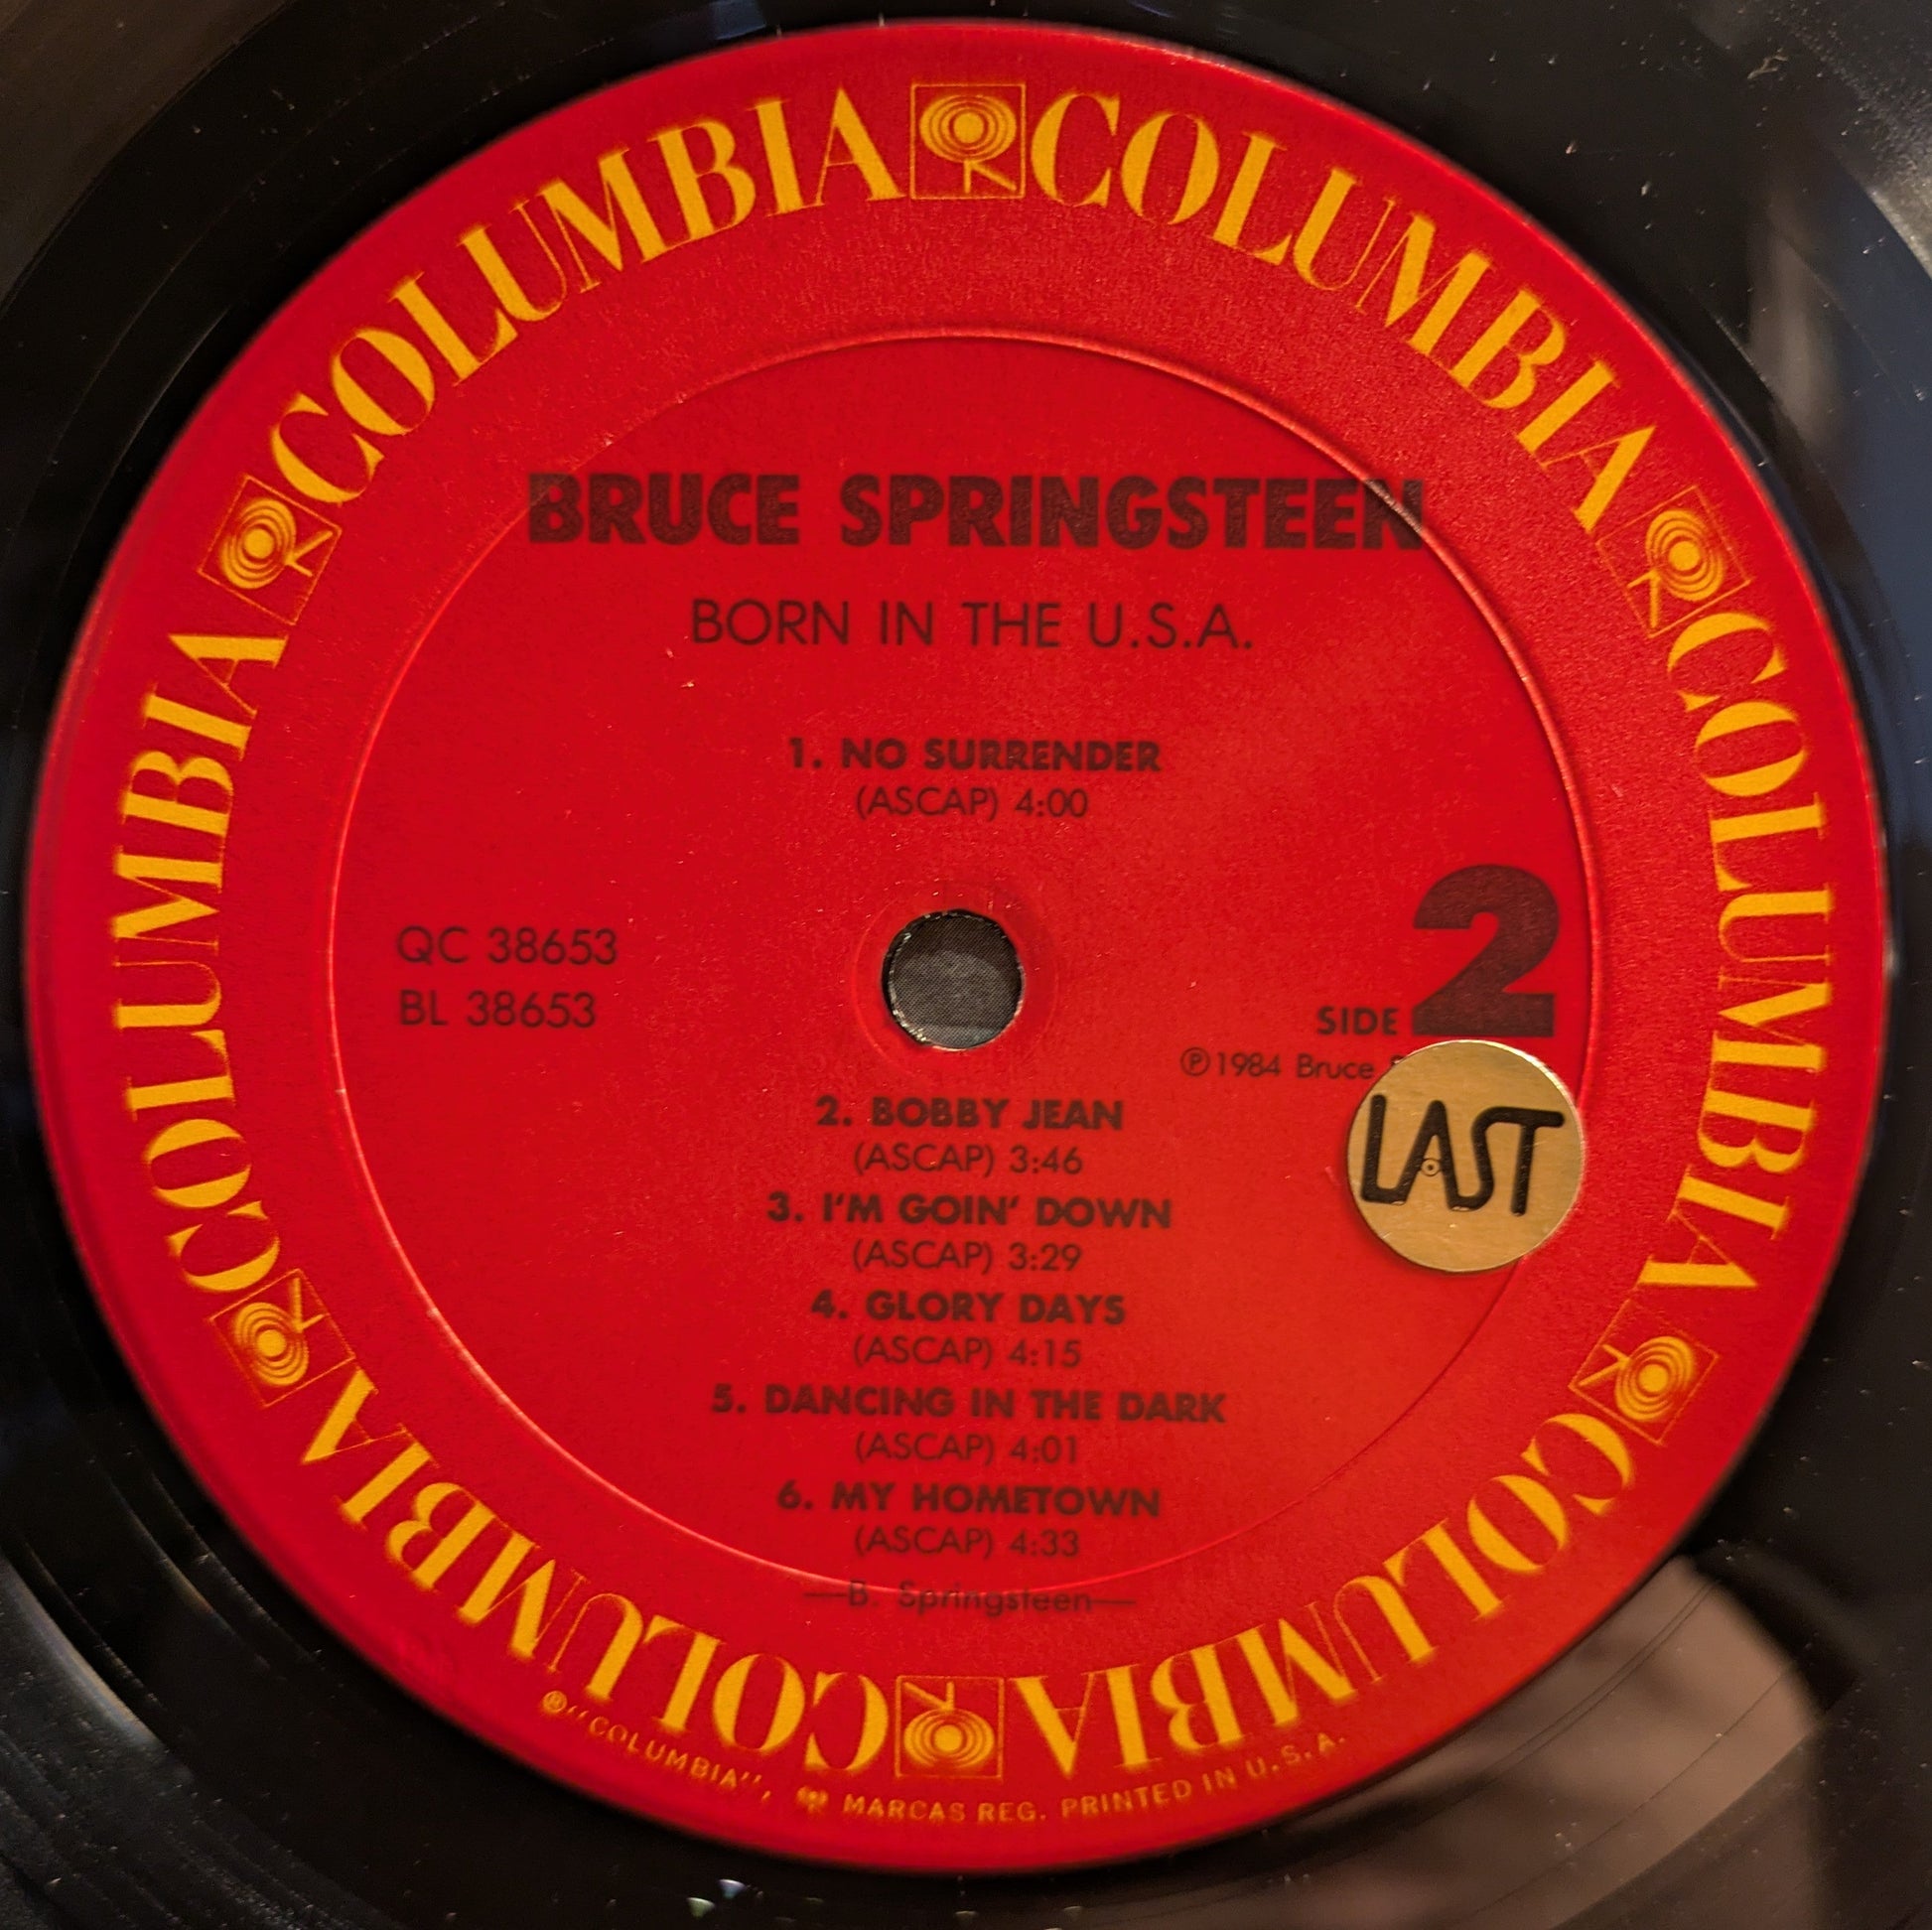 COLUMBIA COLUMBIA COLUMBIA COLUMBIA COLUMBIA COLUMBIA
BRUCE SPRINGSTEEN
BORN IN THE U.S.A.
1. NO SURRENDER
(ASCAP) 4:00
QC 38653
BL 38653
SIDE 2
℗1984 Bruce
LAST
2. BOBBY JEAN
(ASCAP) 3:46
3. I'M GOIN' DOWN
(ASCAP) 3:29
4. GLORY DAYS
(ASCAP) 4:15
5. DANCING IN THE DARK
(ASCAP) 4:01
6. MY HOMETOWN
(ASCAP) 4:33
—B. Springsteen—
®"COLUMBIA", MARCAS REG. PRINTED IN U.S.A.